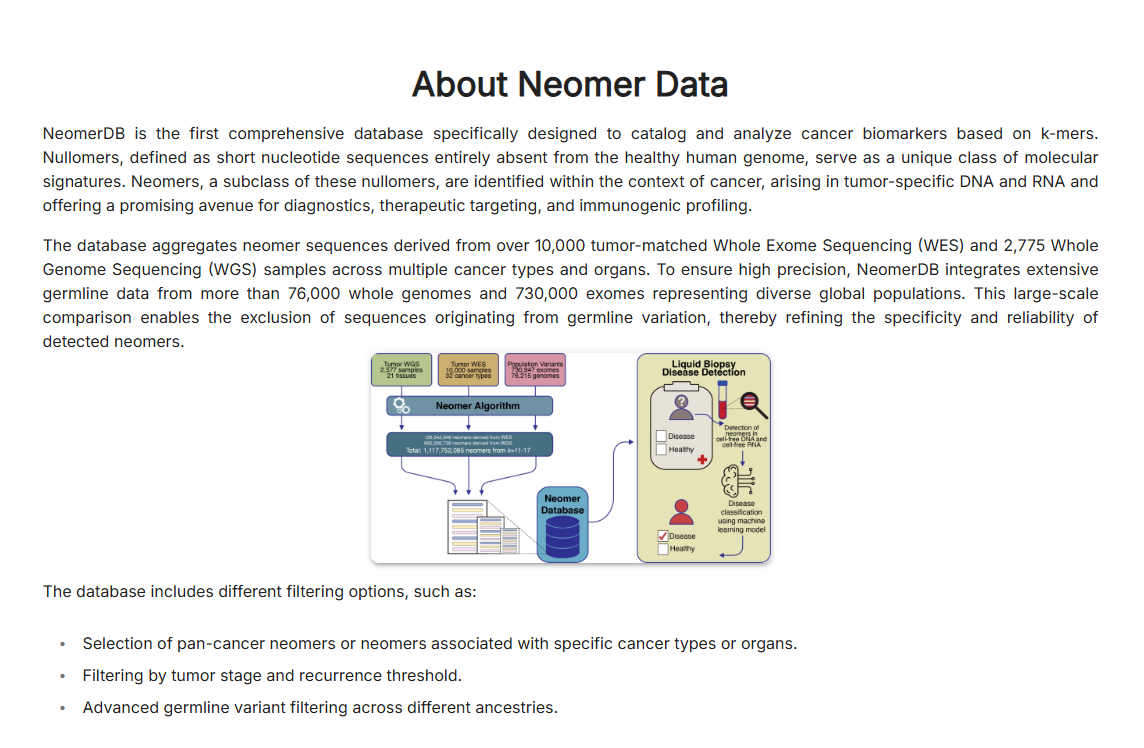 About Neomer Data
NeomerDB is the first comprehensive database specifically designed to catalog and analyze cancer biomarkers based on k-mers.
Nullomers, defined as short nucleotide sequences entirely absent from the healthy human genome, serve as a unique class of molecular
signatures. Neomers, a subclass of these nullomers, are identified within the context of cancer, arising in tumor-specific DNA and RNA and
offering a promising avenue for diagnostics, therapeutic targeting, and immunogenic profiling.
The database aggregates neomer sequences derived from over 10,000 tumor-matched Whole Exome Sequencing (WES) and 2,775 Whole
Genome Sequencing (WGS) samples across multiple cancer types and organs. To ensure high precision, NeomerDB integrates extensive
germline data from more than 76,000 whole genomes and 730,000 exomes representing diverse global populations. This large-scale
comparison enables the exclusion of sequences originating from germline variation, thereby refining the specificity and reliability of
detected neomers.
Tumor WGS
2,577 samples
21 tissues
Tumor WES
10,000 samples
32 cancer types
Population Variants
730,947 exomes
76,215 genomes
Neomer Algorithm
neomers derived from WES
neomers derived from WGS
Total: 1,117,752,085 neomers from k=11-17
Neomer
Database
Liquid Biopsy
Disease Detection
Disease
Healthy
Detection of
neomers in
cell-free DNA and
cell-free RNA
Disease
classification
using machine
learning model
Disease
Healthy
The database includes different filtering options, such as:
• Selection of pan-cancer neomers or neomers associated with specific cancer types or organs.
• Filtering by tumor stage and recurrence threshold.
• Advanced germline variant filtering across different ancestries.